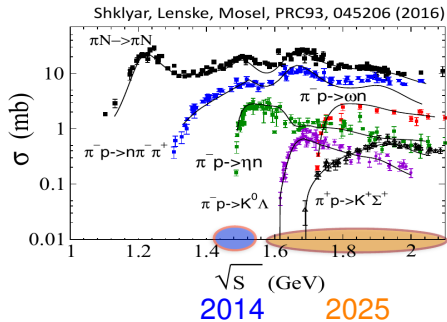 Shklyar, Lenske, Mosel, PRC93, 045206 (2016)
πN−>πN
10
π⁻p−>ωn
1
σ (mb)
π⁻p−>nπ⁻π⁺
π⁻p−>ηn
0.1
π⁻p−>K⁰Λ
π⁺p−>K⁺Σ⁺
0.01
1 1.2 1.4 1.6 1.8 2
√S (GeV)
2014 2025